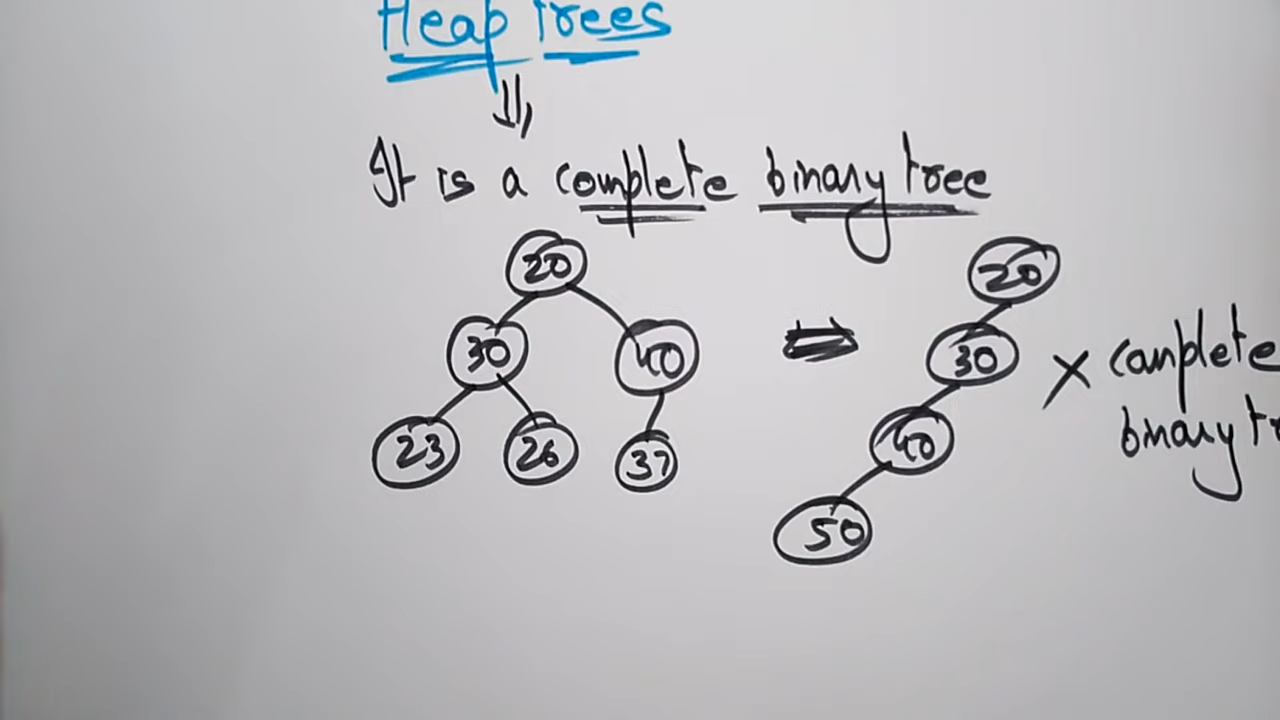 Heap Trees
It is a complete binary tree
20 20
30 40 30 × complete
23 26 37 40 binary tr
50